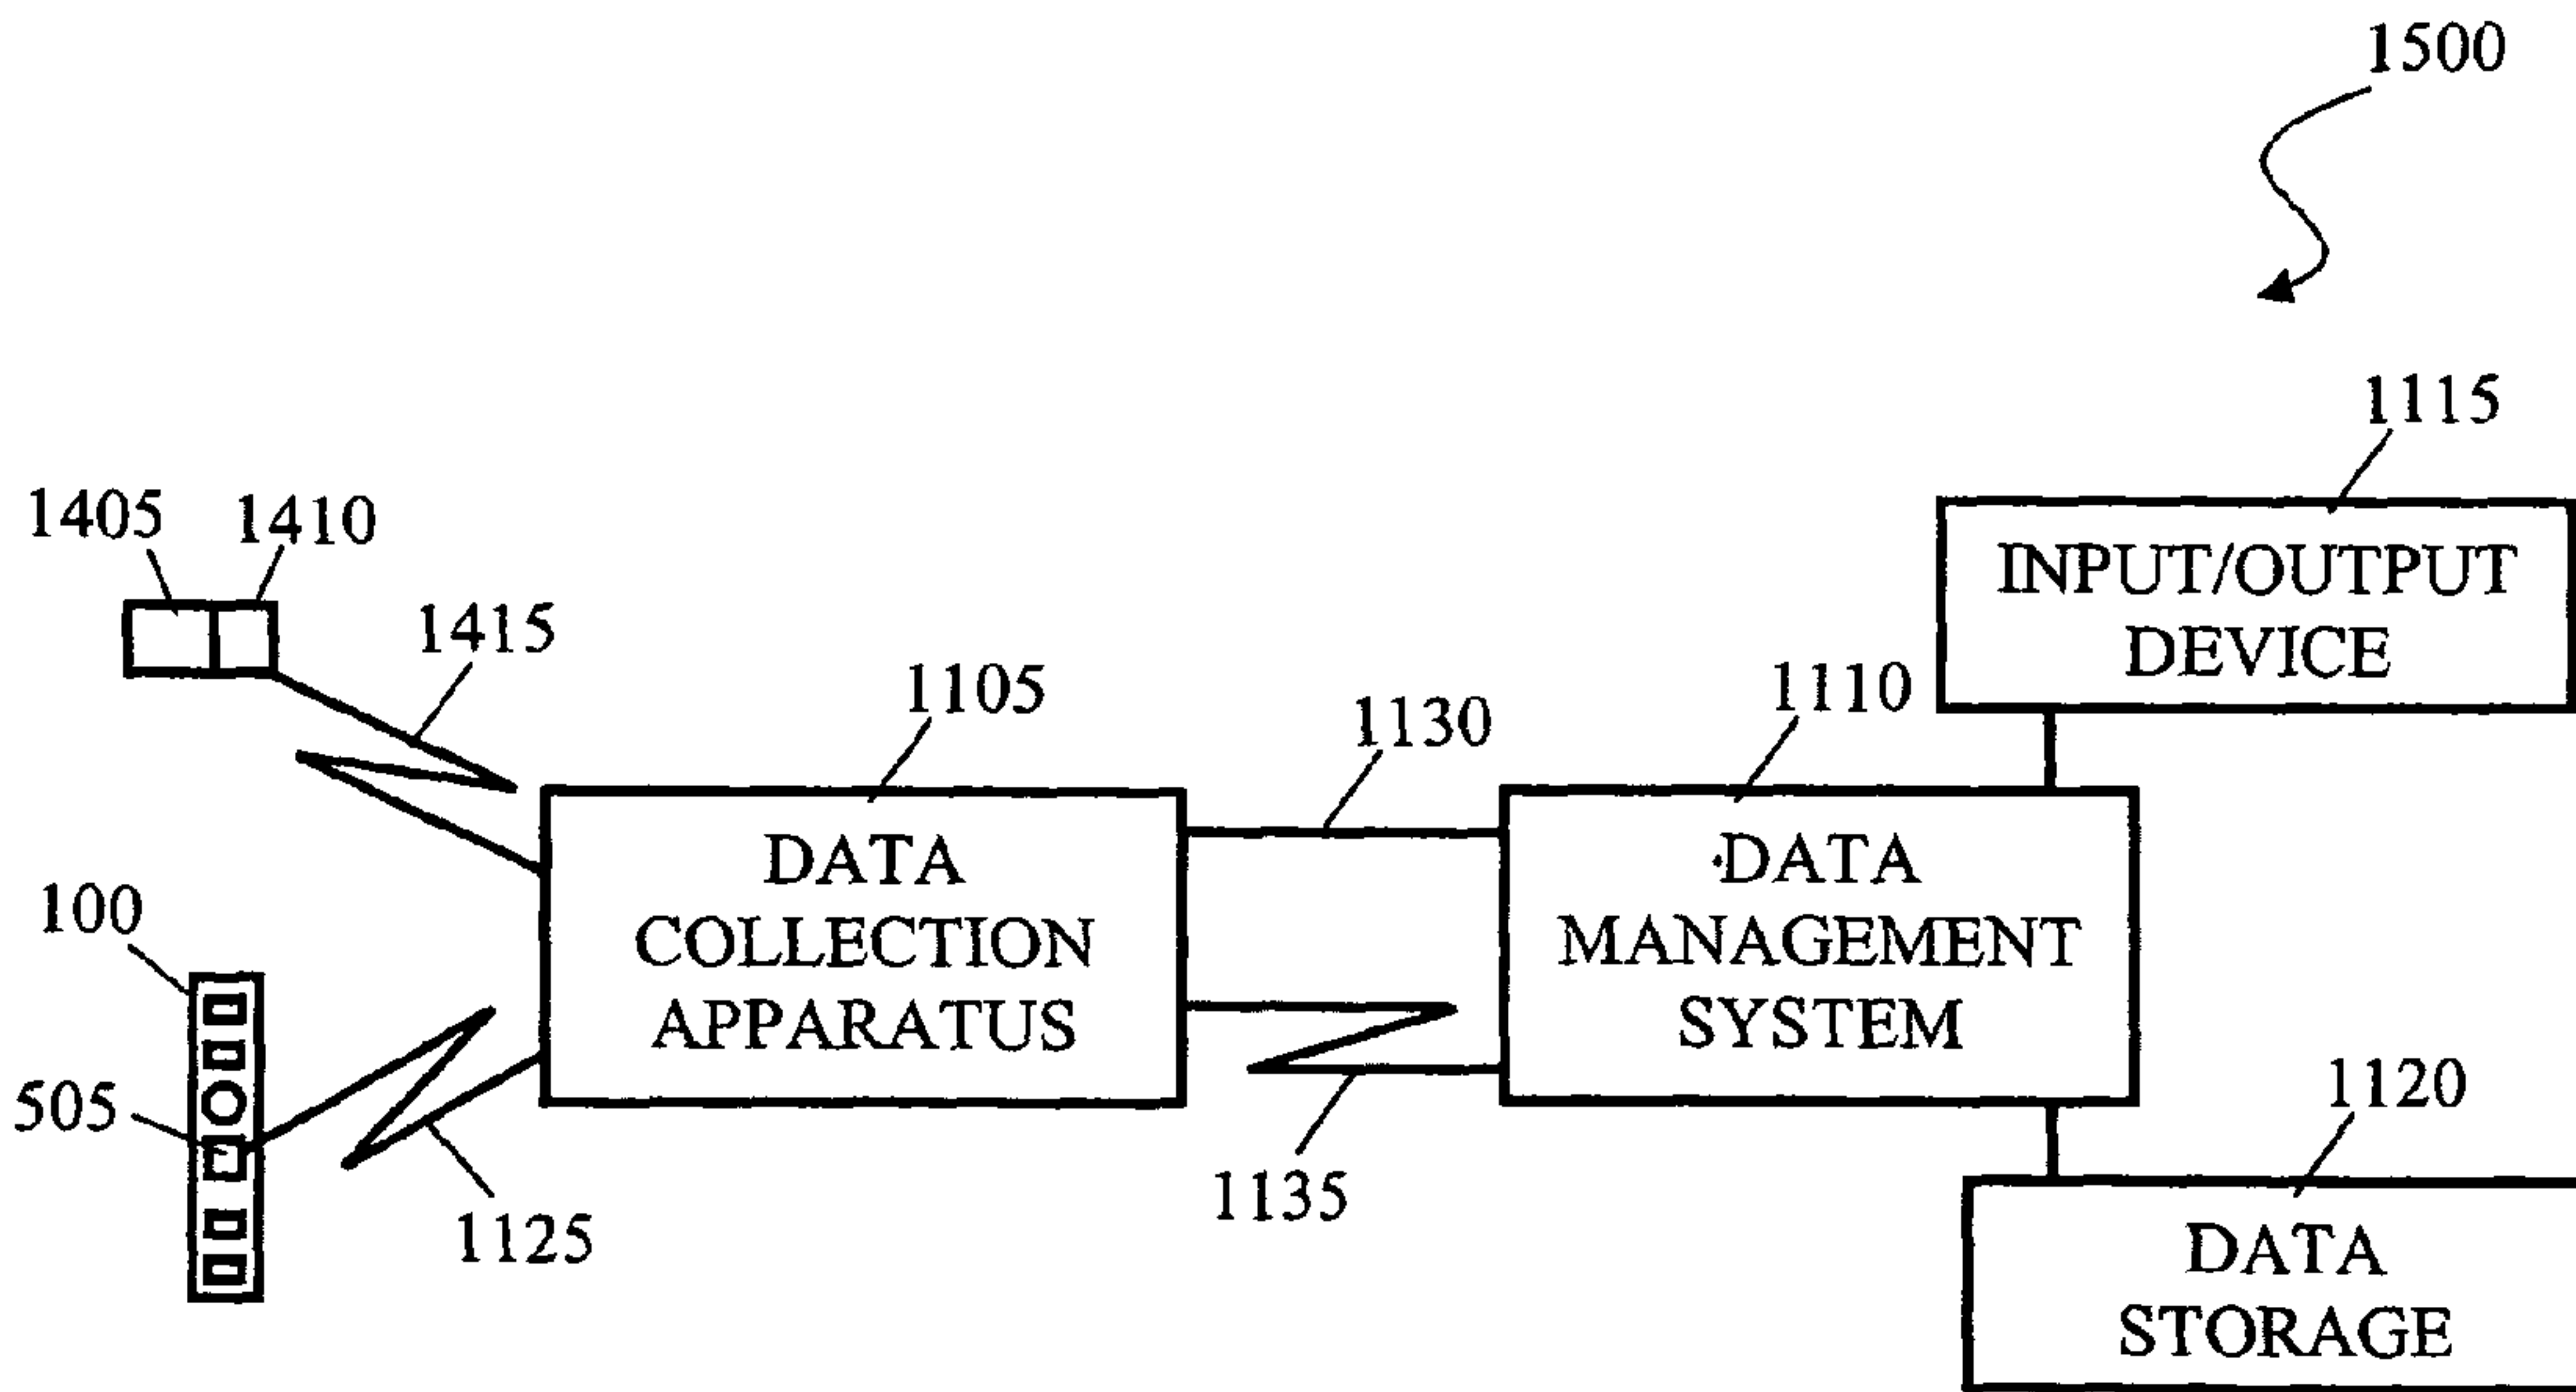 1500
1115
INPUT/OUTPUT
DEVICE
1405
1410
1415
1105
1130
1110
DATA
COLLECTION
APPARATUS
DATA
MANAGEMENT
SYSTEM
100
505
1125
1135
1120
DATA
STORAGE